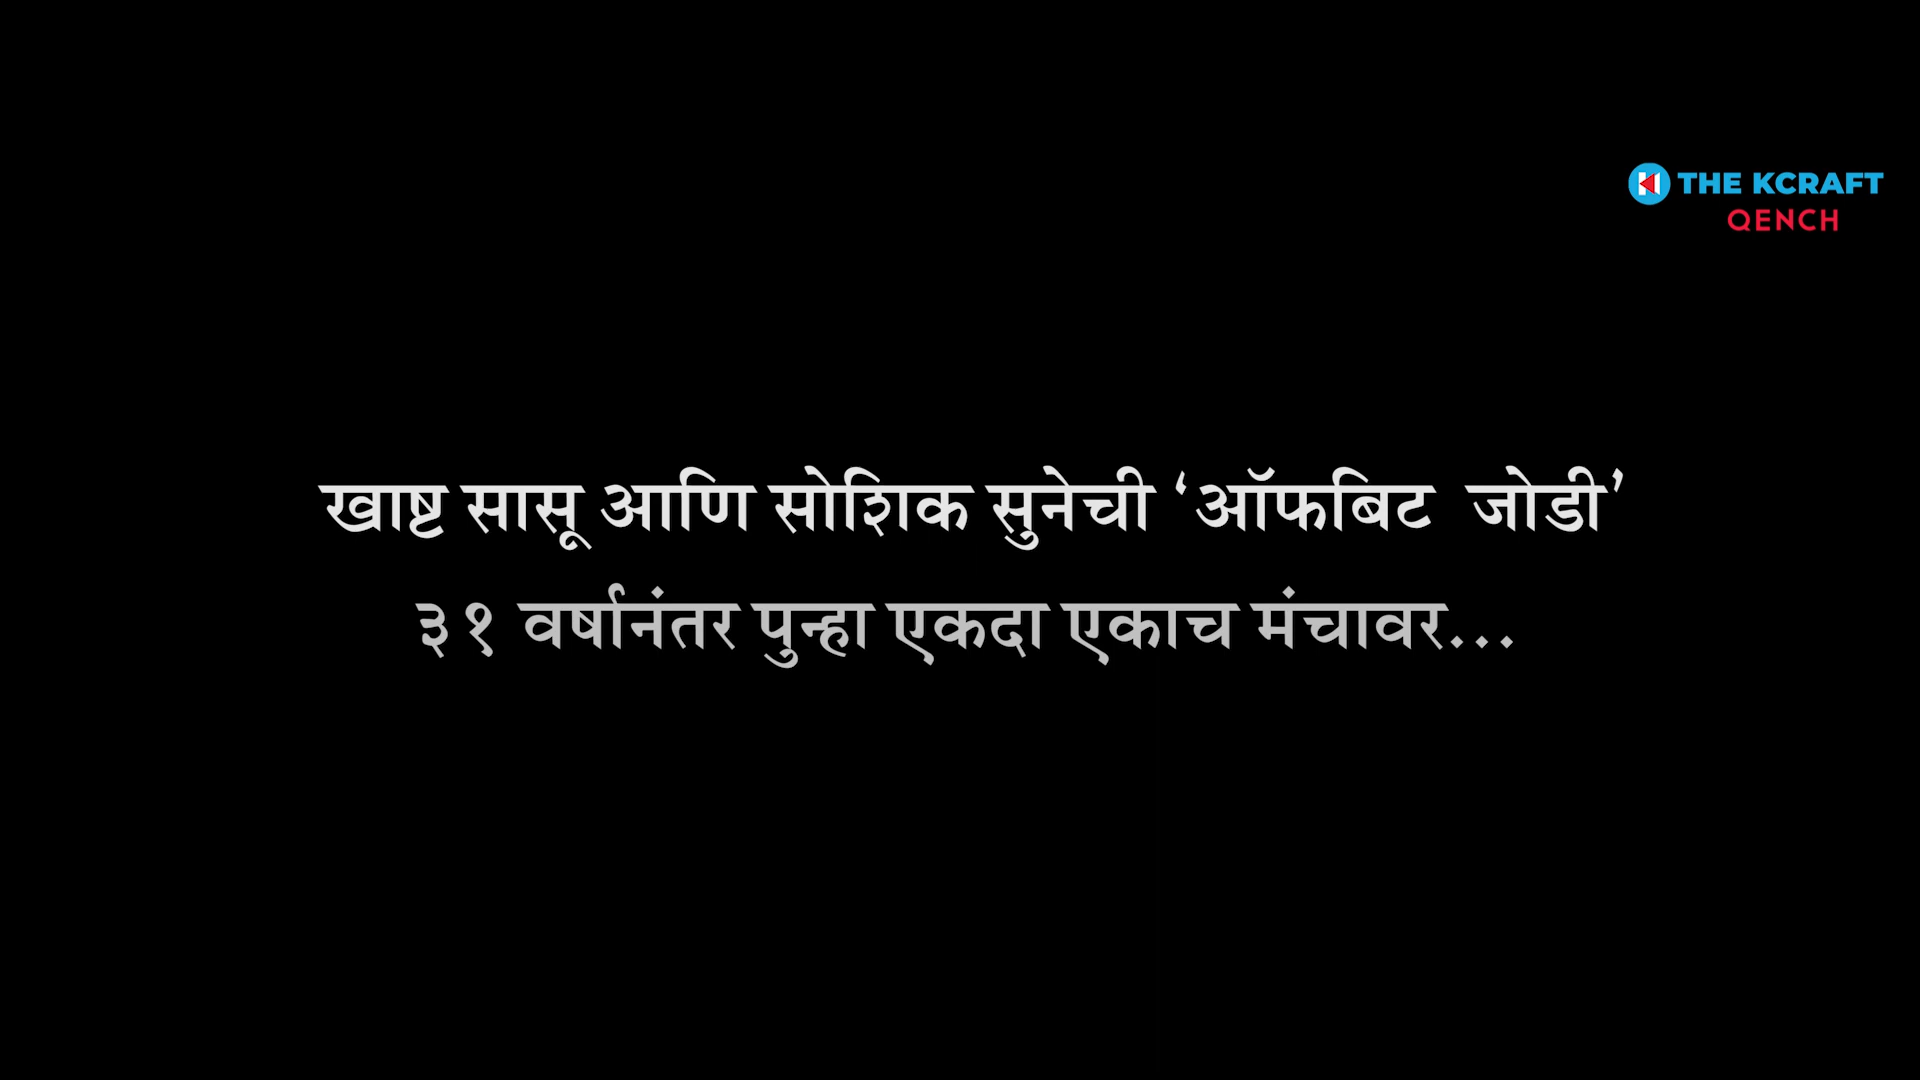 THE KCRAFT
QENCH
खाष्ट सासू आणि सोशिक सुनेची ‘ऑफबिट जोडी’
३१ वर्षानंतर पुन्हा एकदा एकाच मंचावर...